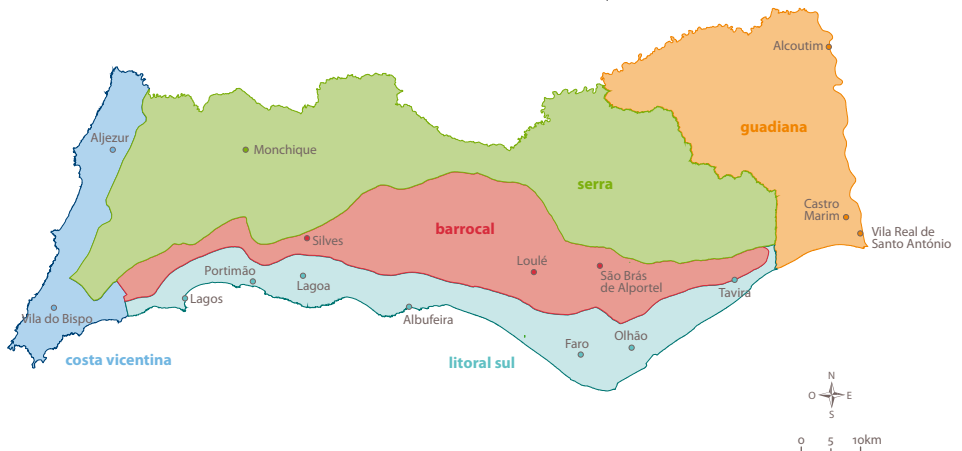 Alcoutim
guadiana
Aljezur
Monchique
serra
Castro
Marim
barrocal
Vila Real de
Santo António
Silves
Loulé
Portimão
São Brás
de Alportel
Lagoa
Tavira
Lagos
Vila do Bispo
Albufeira
Olhão
Faro
costa vicentina
litoral sul
N
O E
S
0 5 10km